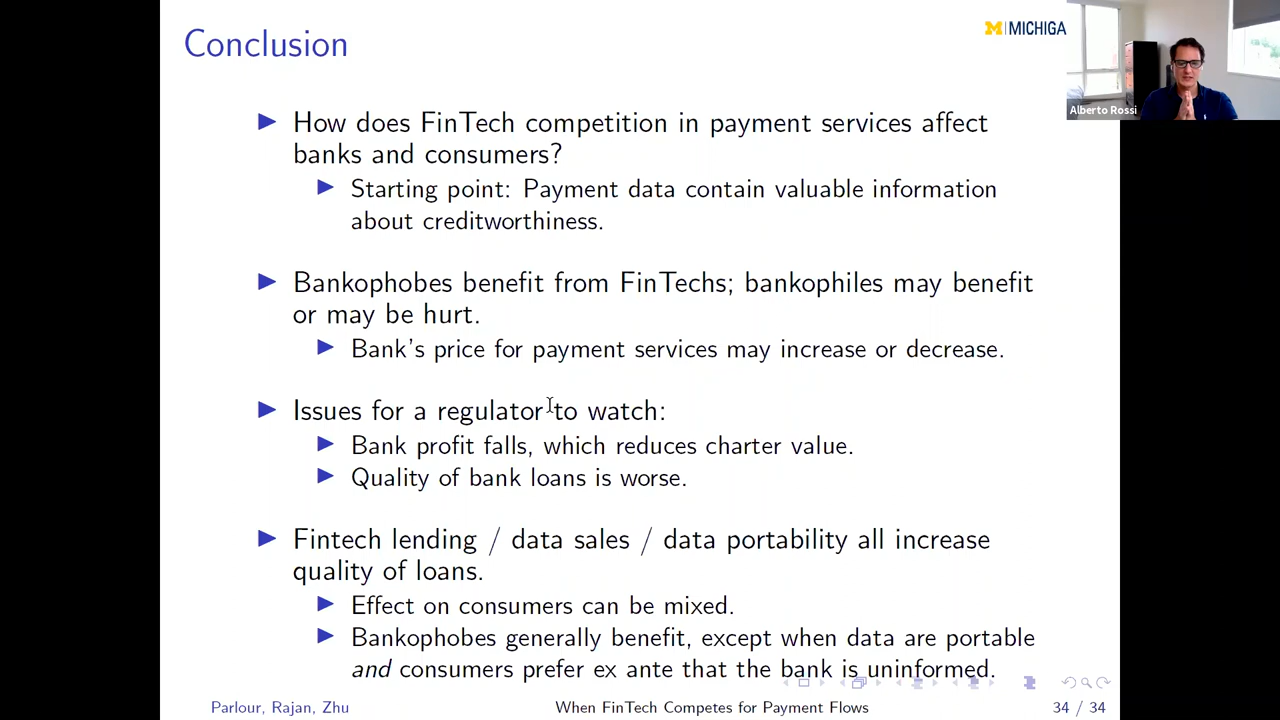 Conclusion
M MICHIGA
Alberto Rossi
How does FinTech competition in payment services affect
banks and consumers?
Starting point: Payment data contain valuable information
about creditworthiness.
Bankophobes benefit from FinTechs; bankophiles may benefit
or may be hurt.
Bank's price for payment services may increase or decrease.
Issues for a regulator to watch:
Bank profit falls, which reduces charter value.
Quality of bank loans is worse.
Fintech lending / data sales / data portability all increase
quality of loans.
Effect on consumers can be mixed.
Bankophobes generally benefit, except when data are portable
and consumers prefer ex ante that the bank is uninformed.
Parlour, Rajan, Zhu
When FinTech Competes for Payment Flows
34 / 34